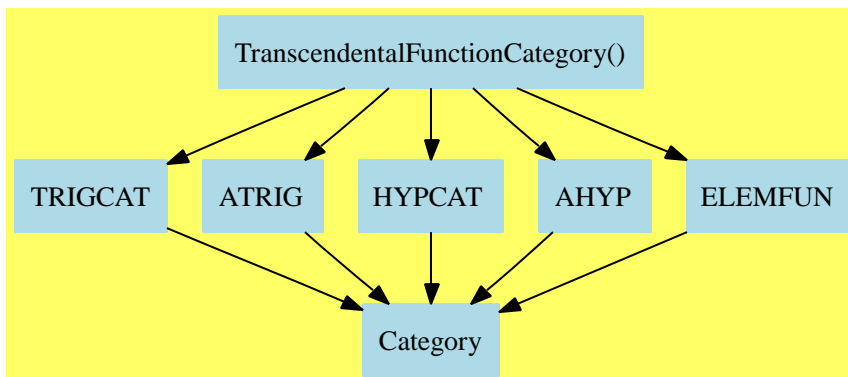 TranscendentalFunctionCategory()
TRIGCAT
ATRIG
HYPCAT
AHYP
ELEMFUN
Category